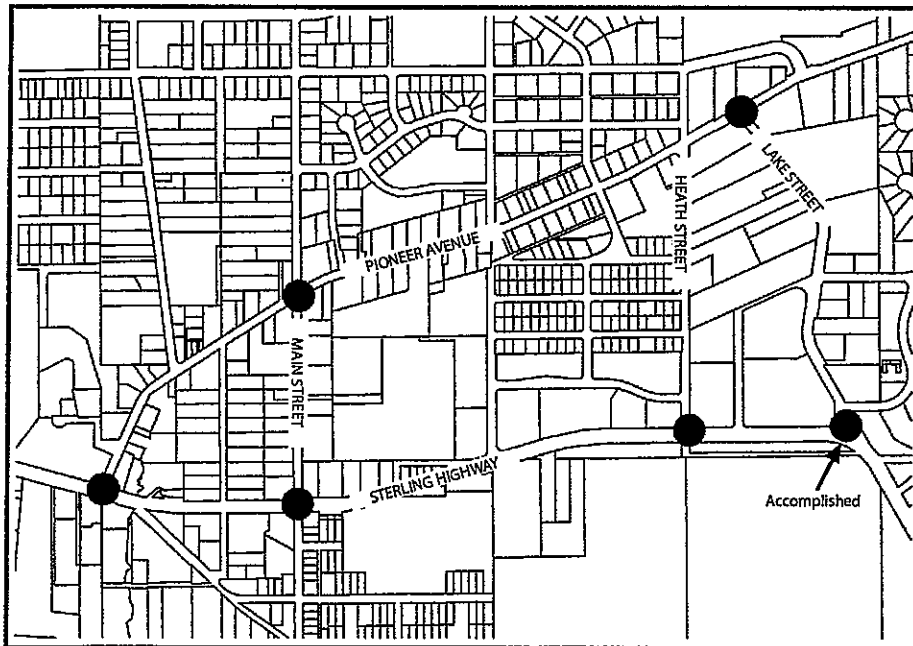 LAKE STREET
HEATH STREET
PIONEER AVENUE
MAIN STREET
STERLING HIGHWAY
Accomplished